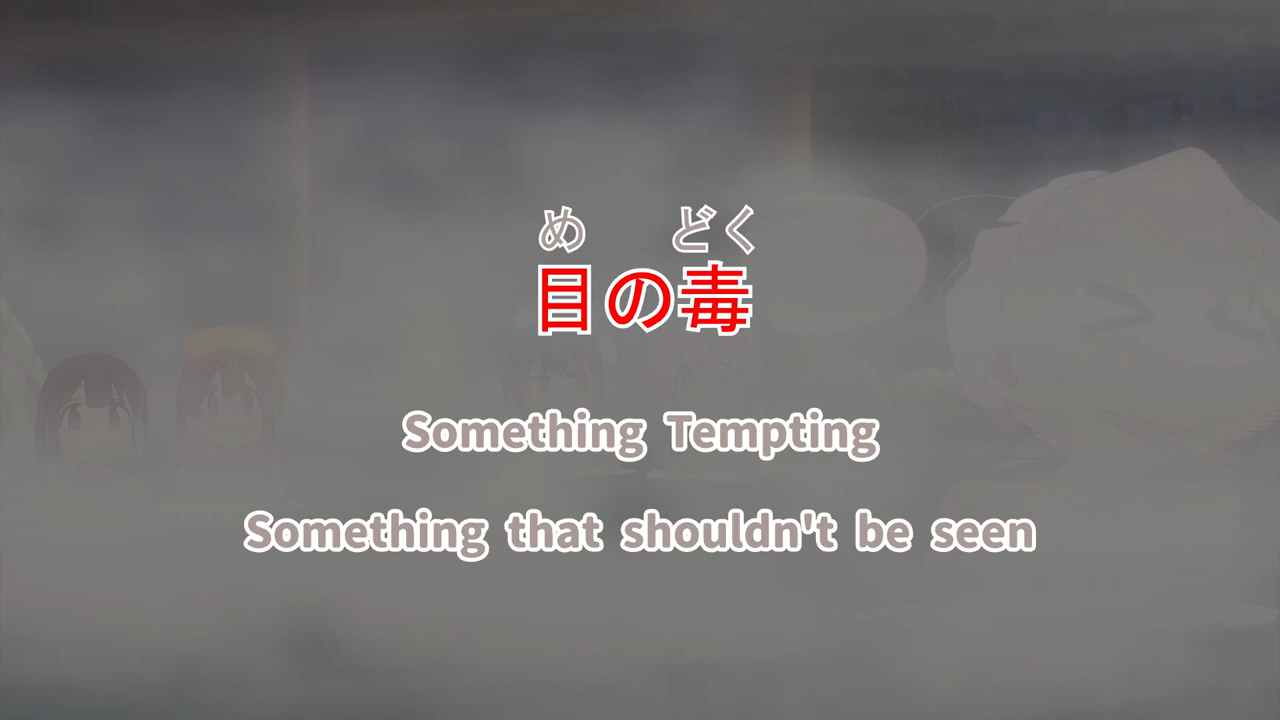 め どく
目の毒
Something Tempting
Something that shouldn't be seen